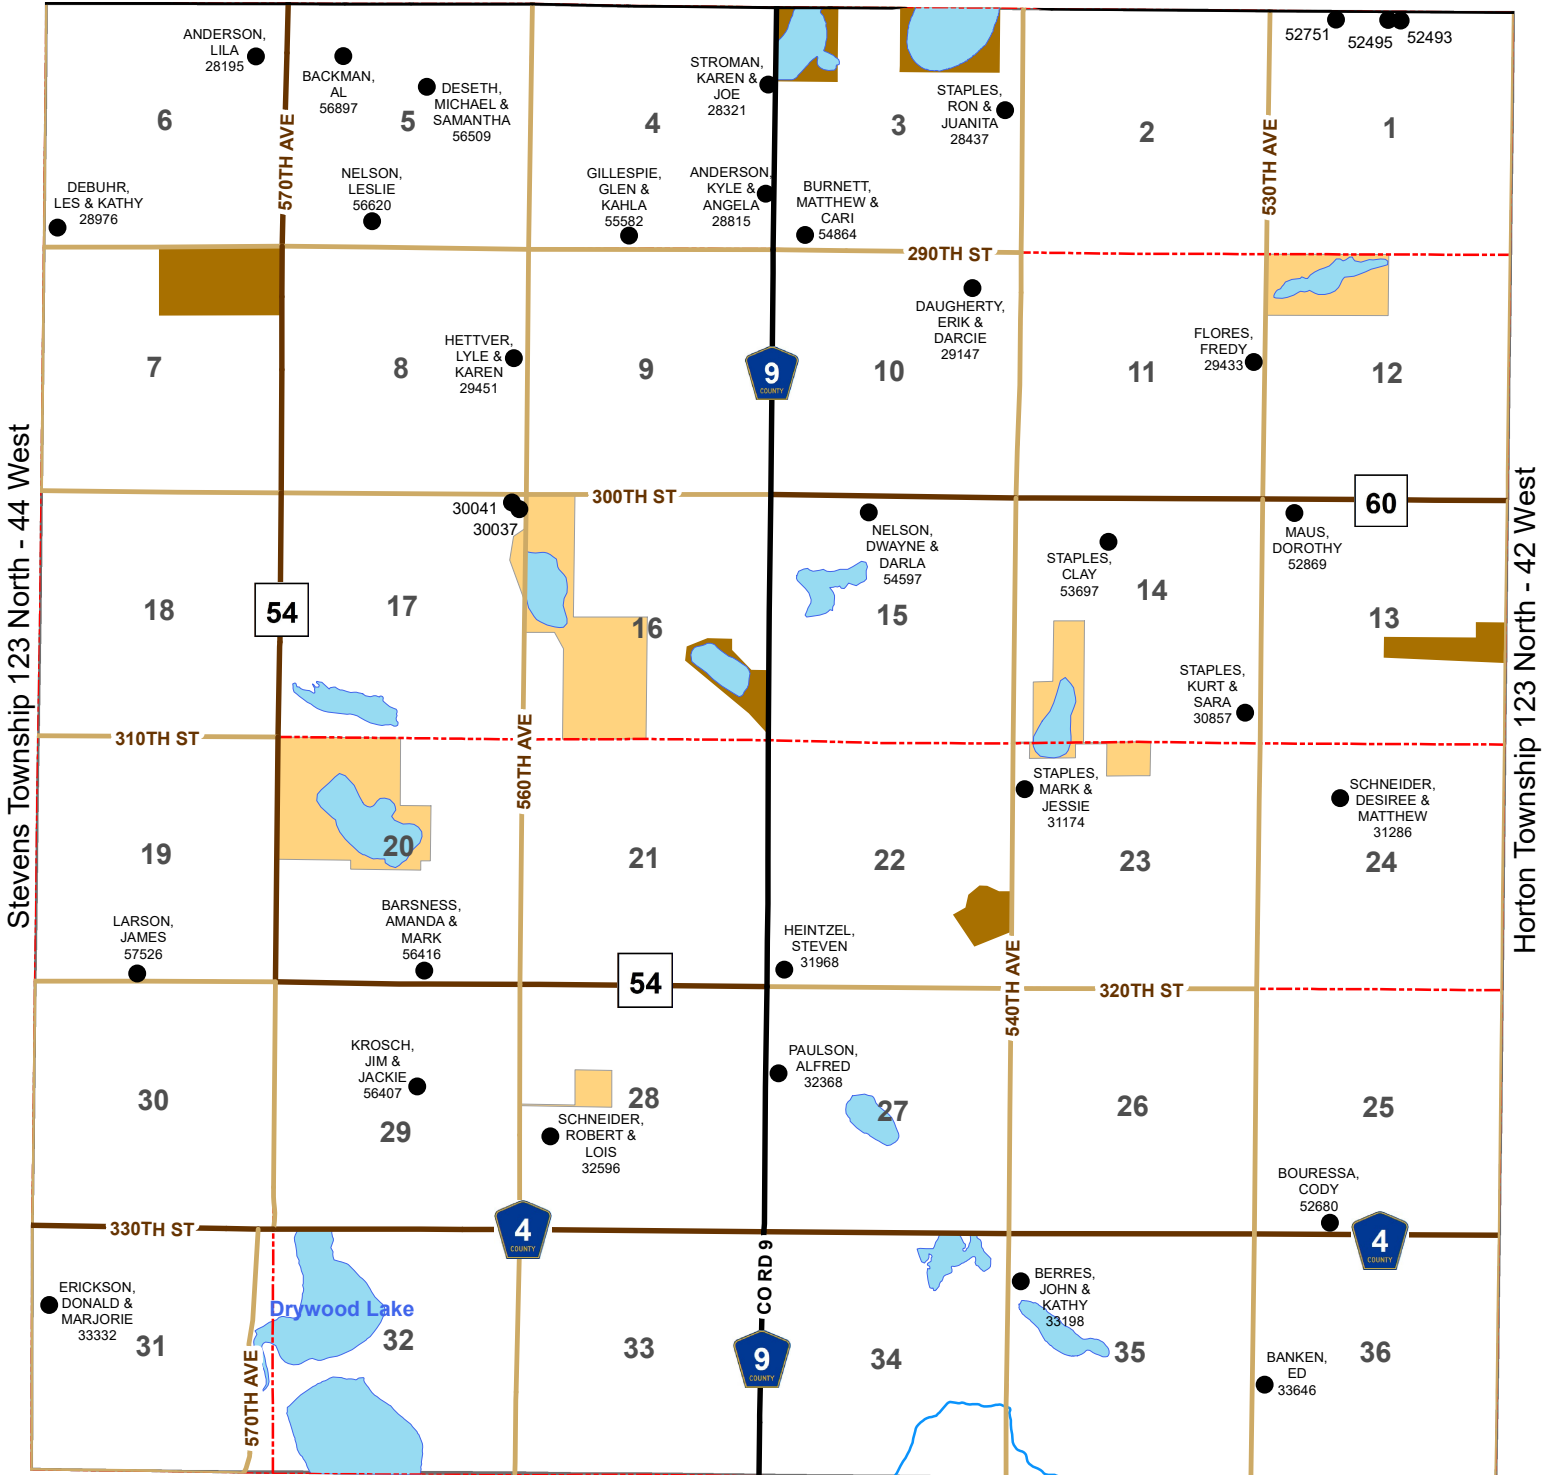 ANDERSON,
LILA
28195
BACKMAN,
AL
56897
DESETH,
MICHAEL &
SAMANTHA
56509
STROMAN,
KAREN &
JOE
28321
STAPLES,
RON &
JUANITA
28437
52751
52495
52493
6
5
4
3
2
1
570TH AVE
530TH AVE
DEBUHR,
LES & KATHY
28976
NELSON,
LESLIE
56620
GILLESPIE,
GLEN &
KAHLA
55582
ANDERSON,
KYLE &
ANGELA
28815
BURNETT,
MATTHEW &
CARI
54864
290TH ST
DAUGHERTY,
ERIK &
DARCIE
29147
HETTVER,
LYLE &
KAREN
29451
FLORES,
FREDY
29433
7
8
9
9
COUNTY
10
11
12
Stevens Township 123 North - 44 West
Horton Township 123 North - 42 West
300TH ST
60
30041
30037
NELSON,
DWAYNE &
DARLA
54597
STAPLES,
CLAY
53697
MAUS,
DOROTHY
52869
18
54
17
16
15
14
13
STAPLES,
KURT &
SARA
30857
310TH ST
560TH AVE
STAPLES,
MARK &
JESSIE
31174
SCHNEIDER,
DESIREE &
MATTHEW
31286
19
20
21
22
23
24
LARSON,
JAMES
57526
BARSNESS,
AMANDA &
MARK
56416
HEINTZEL,
STEVEN
31968
54
540TH AVE
320TH ST
KROSCH,
JIM &
JACKIE
56407
PAULSON,
ALFRED
32368
30
29
28
27
26
25
SCHNEIDER,
ROBERT &
LOIS
32596
BOURESSA,
CODY
52680
330TH ST
4
COUNTY
4
COUNTY
CO RD 9
ERICKSON,
DONALD &
MARJORIE
33332
Drywood Lake
BERRES,
JOHN &
KATHY
33198
31
32
33
9
COUNTY
34
35
36
570TH AVE
BANKEN,
ED
33646